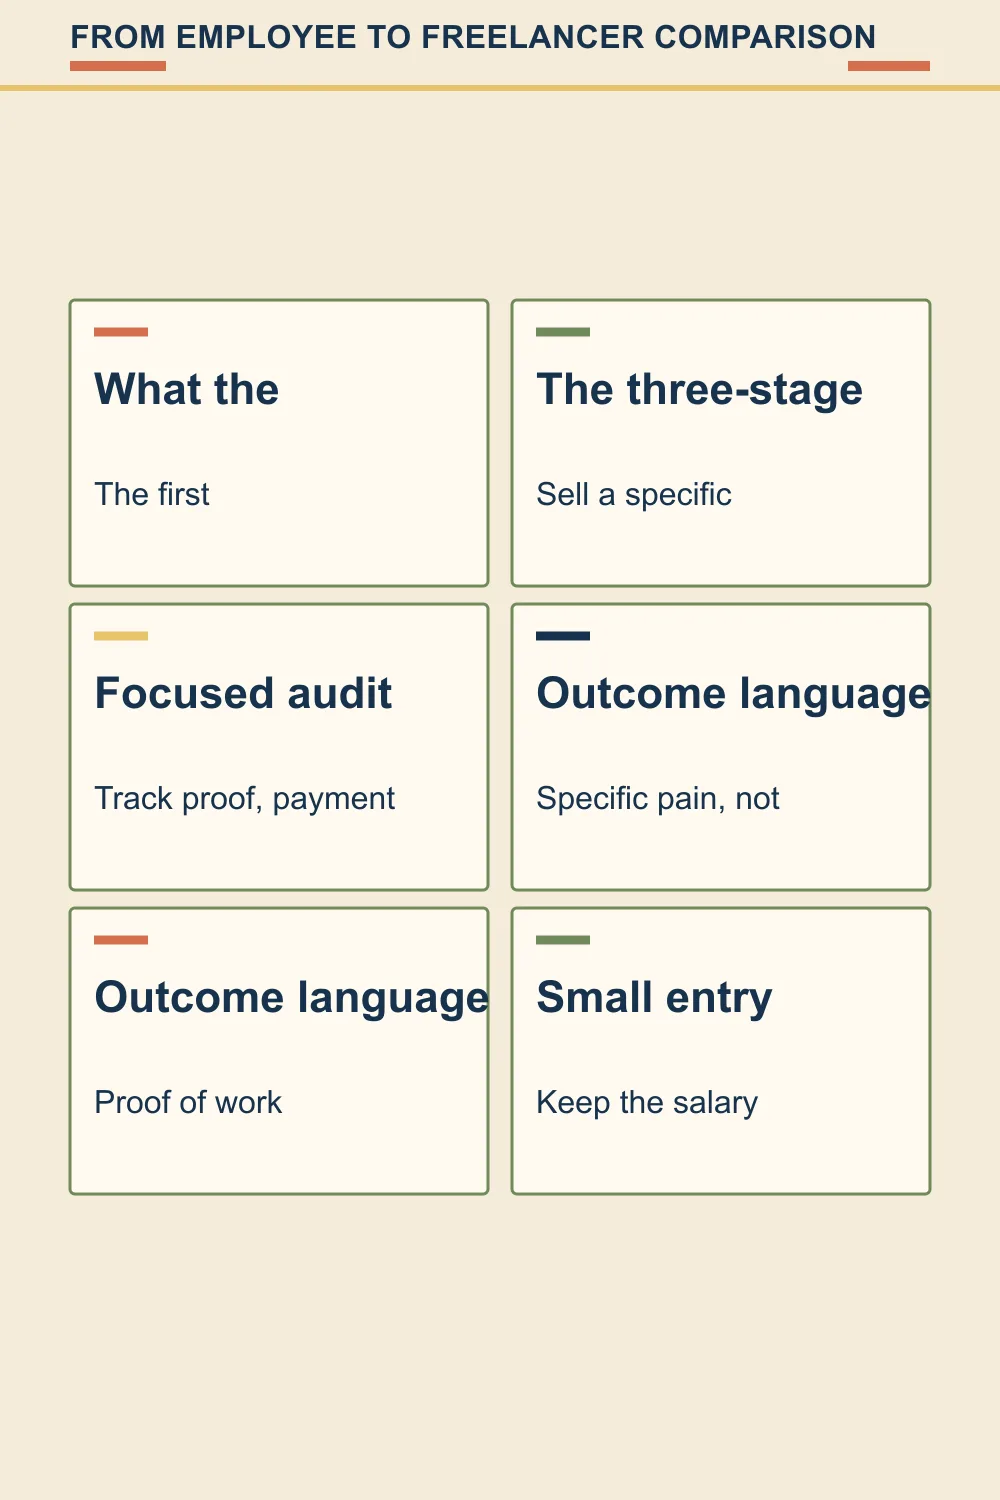 FROM EMPLOYEE TO FREELANCER COMPARISON
What the
The first
The three-stage
Sell a specific
Focused audit
Track proof, payment
Outcome language
Specific pain, not
Outcome language
Proof of work
Small entry
Keep the salary